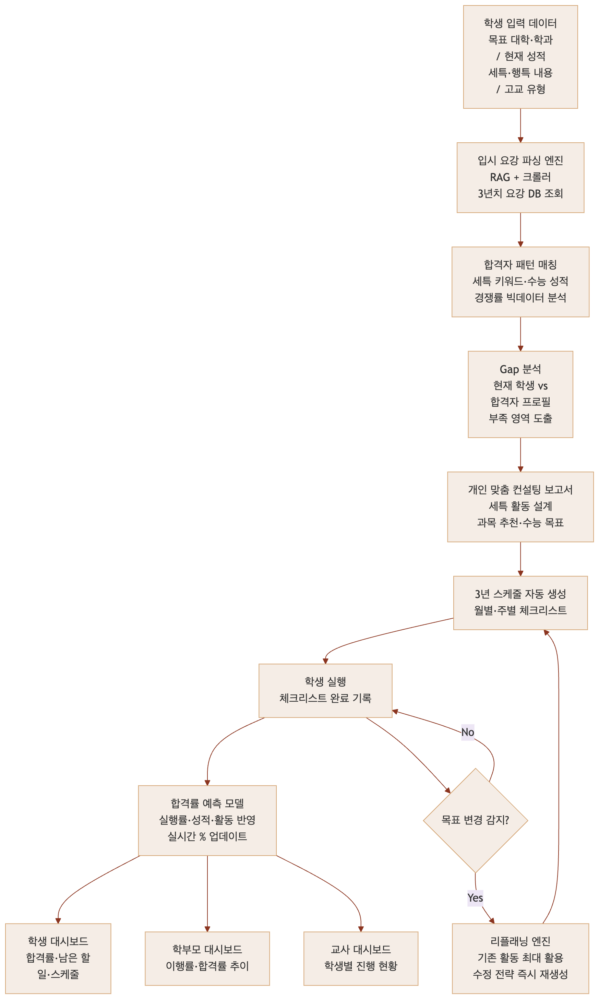 학생 입력 데이터
목표 대학·학과
/ 현재 성적
세특·행특 내용
/ 고교 유형
입시 요강 파싱 엔진
RAG + 크롤러
3년치 요강 DB 조회
합격자 패턴 매칭
세특 키워드·수능 성적
경쟁률 빅데이터 분석
Gap 분석
현재 학생 vs
합격자 프로필
부족 영역 도출
개인 맞춤 컨설팅 보고서
세특 활동 설계
과목 추천·수능 목표
3년 스케줄 자동 생성
월별·주별 체크리스트
학생 실행
체크리스트 완료 기록
No
합격률 예측 모델
실행률·성적·활동 반영
실시간 % 업데이트
목표 변경 감지?
Yes
학생 대시보드
합격률·남은 할
일·스케줄
학부모 대시보드
이행률·합격률 추이
교사 대시보드
학생별 진행 현황
리플래닝 엔진
기존 활동 최대 활용
수정 전략 즉시 재생성